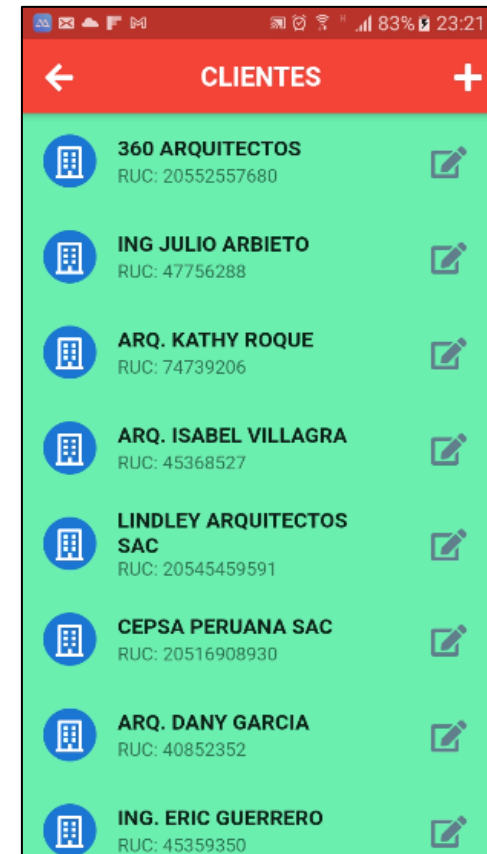 83% 23:21
CLIENTES
360 ARQUITECTOS
RUC: 20552557680
ING JULIO ARBIETO
RUC: 47756288
ARQ. KATHY ROQUE
RUC: 74739206
ARQ. ISABEL VILLAGRA
RUC: 45368527
LINDLEY ARQUITECTOS
SAC
RUC: 20545459591
CEPSA PERUANA SAC
RUC: 20516908930
ARQ. DANY GARCIA
RUC: 40852352
ING. ERIC GUERRERO
RUC: 45359350